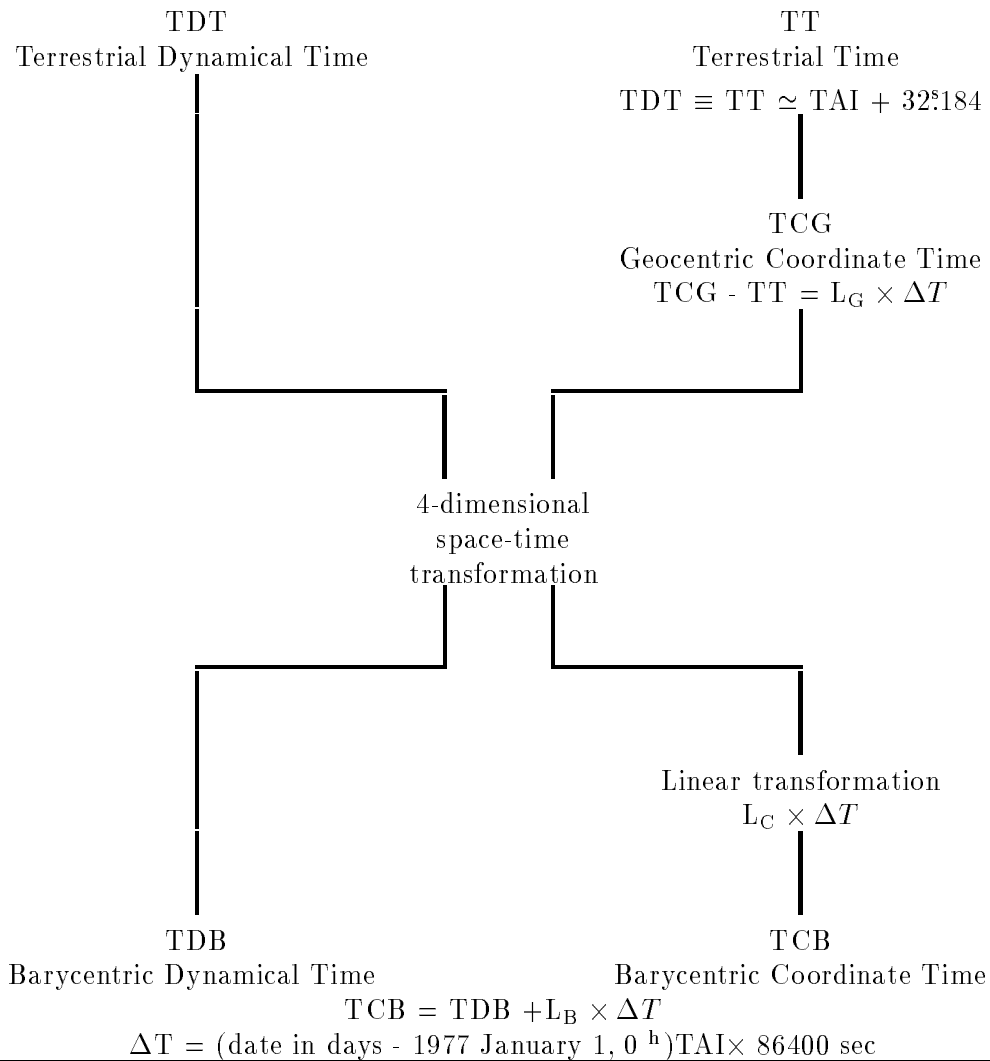 TDT
Terrestrial Dynamical Time
TT
Terrestrial Time
TDT ≡ TT ≃ TAI + 32ˢ.184
TCG
Geocentric Coordinate Time
TCG - TT = L_G × ΔT
4-dimensional
space-time
transformation
Linear transformation
L_C × ΔT
TDB
Barycentric Dynamical Time
TCB
Barycentric Coordinate Time
TCB = TDB +L_B × ΔT
ΔT = (date in days - 1977 January 1, 0 ʰ)TAI× 86400 sec